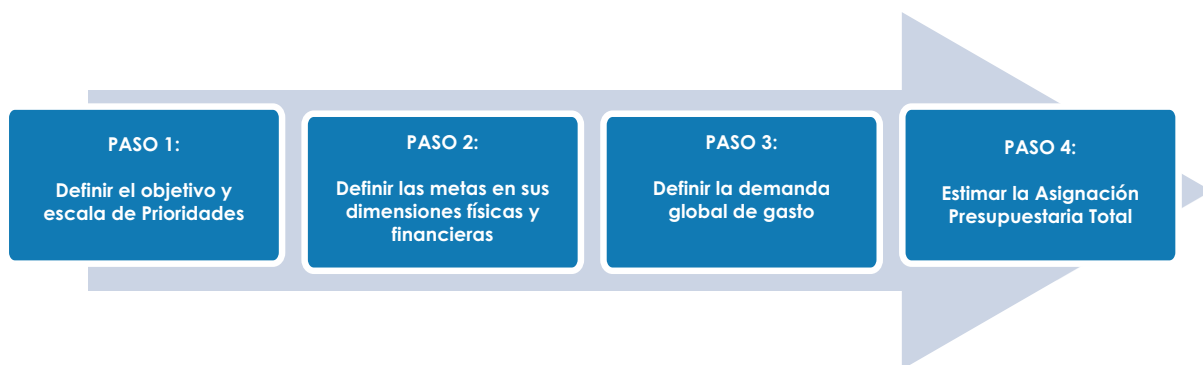 PASO 1:
Definir el objetivo y
escala de Prioridades
PASO 2:
Definir las metas en sus
dimensiones físicas y
financieras
PASO 3:
Definir la demanda
global de gasto
PASO 4:
Estimar la Asignación
Presupuestaria Total